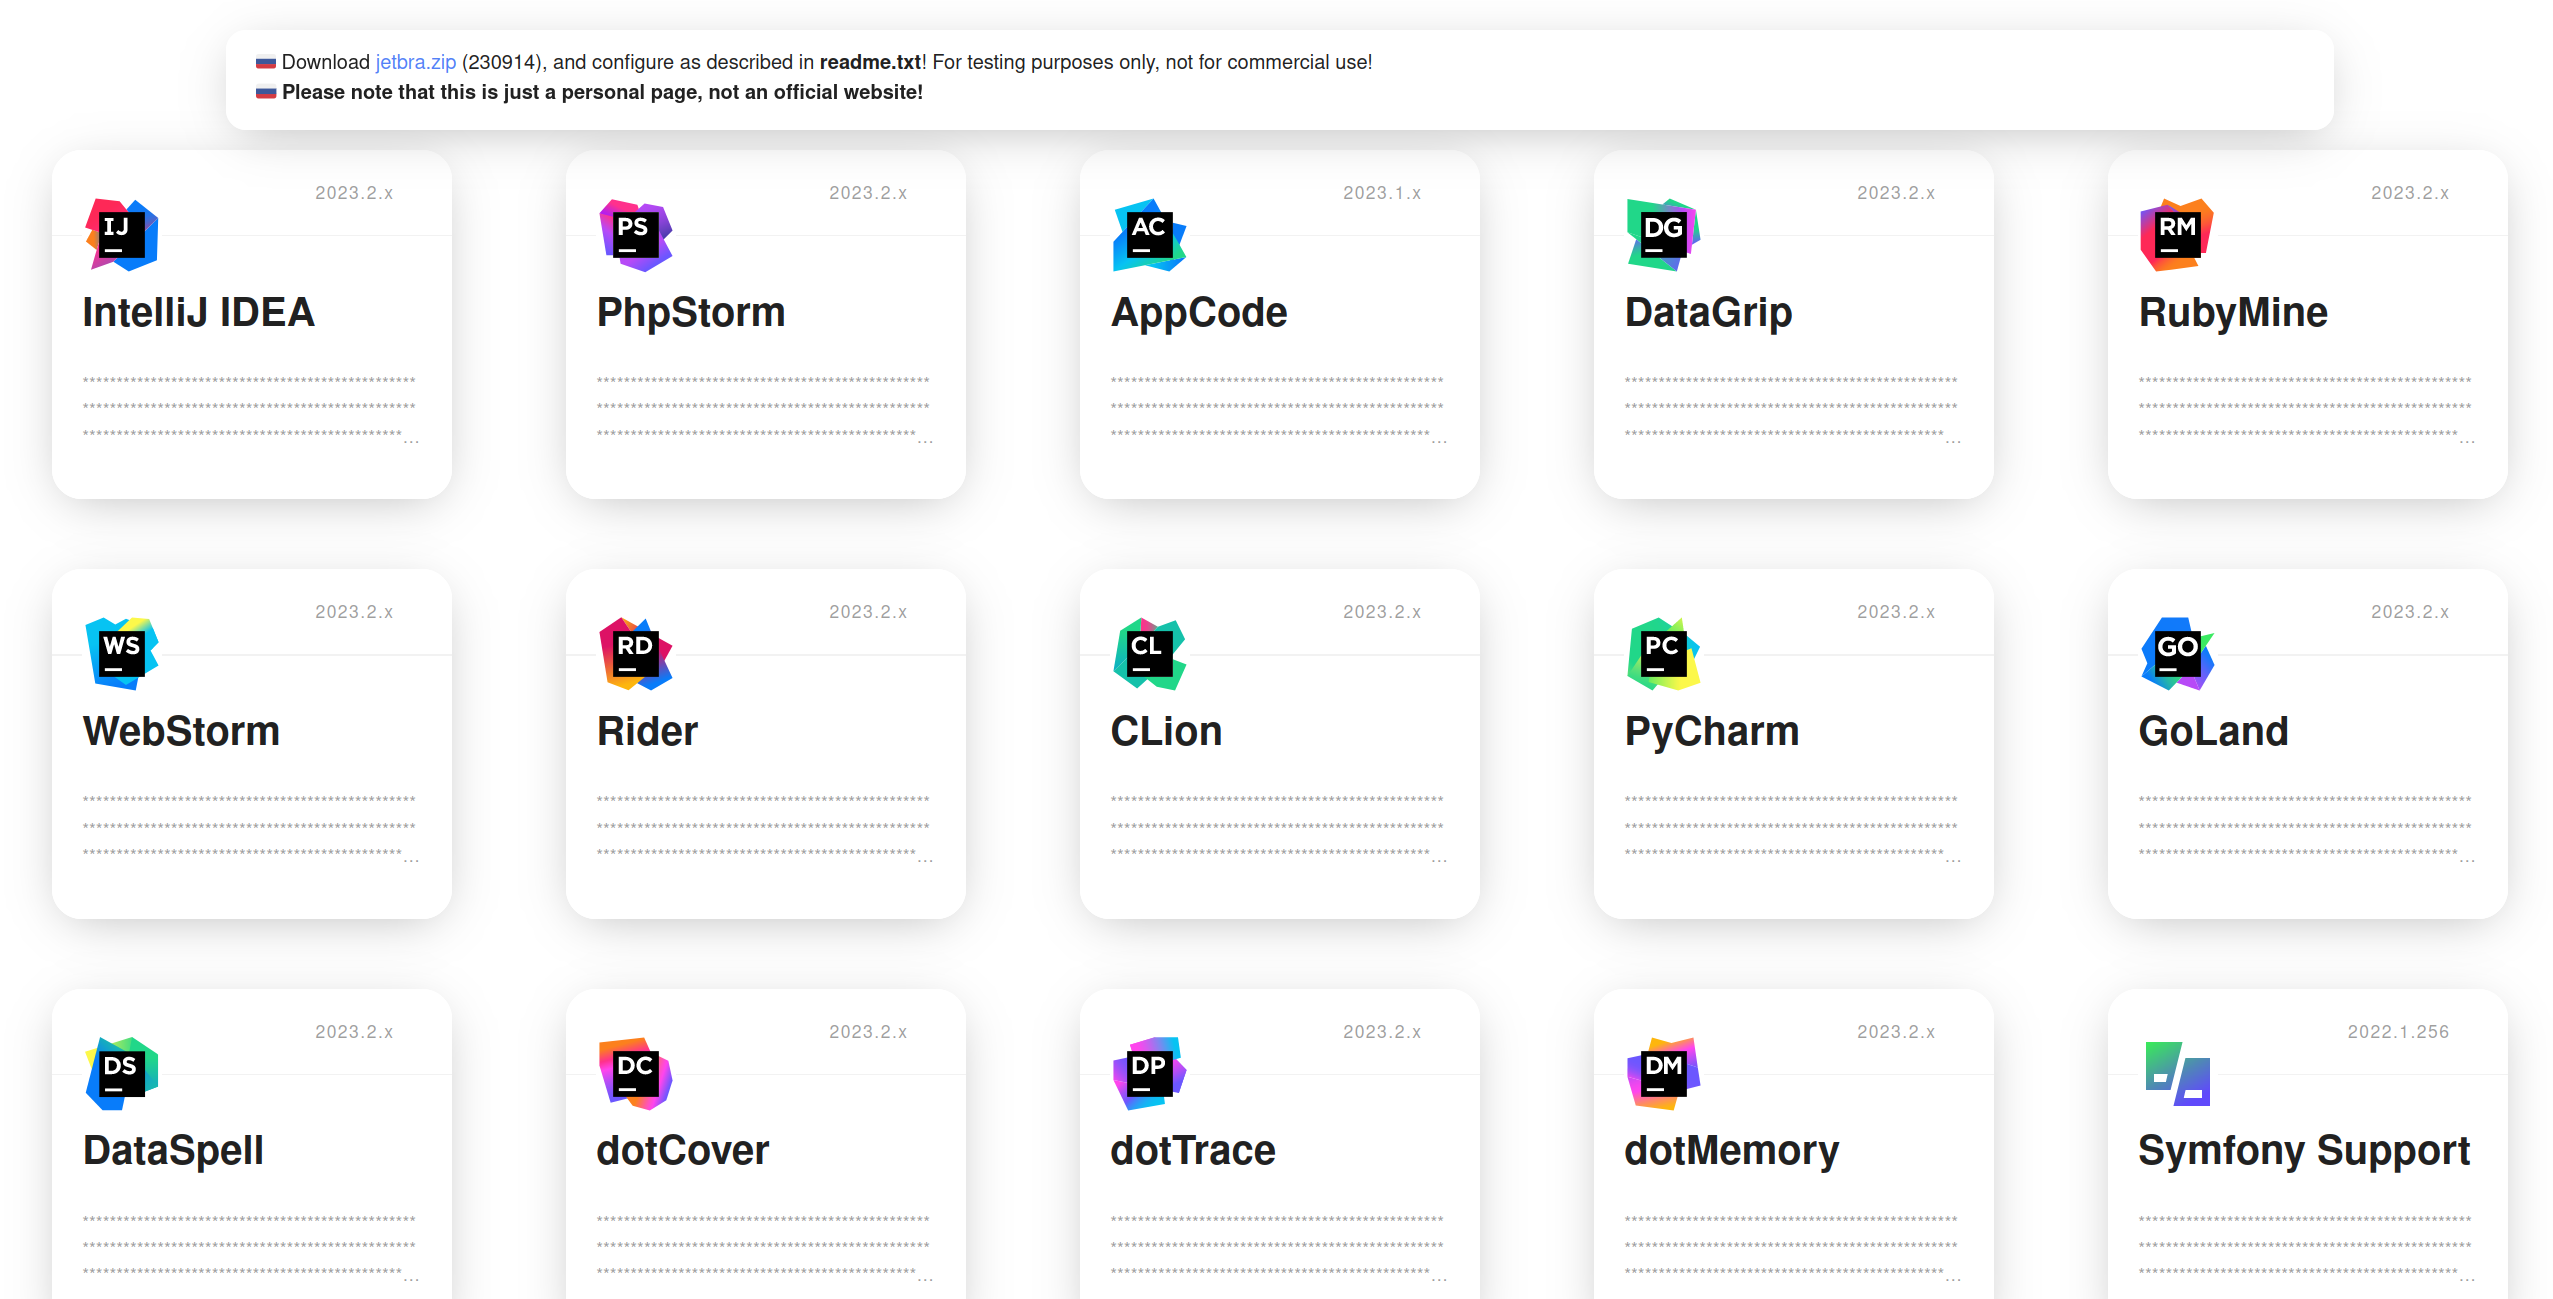 Download jetbra.zip (230914), and configure as described in readme.txt! For testing purposes only, not for commercial use!
Please note that this is just a personal page, not an official website!
2023.2.x
IJ
IntelliJ IDEA
*************************************************
*************************************************
***********************************************...
2023.2.x
PS
PhpStorm
*************************************************
*************************************************
***********************************************...
2023.1.x
AC
AppCode
*************************************************
*************************************************
***********************************************...
2023.2.x
DG
DataGrip
*************************************************
*************************************************
***********************************************...
2023.2.x
RM
RubyMine
*************************************************
*************************************************
***********************************************...
2023.2.x
WS
WebStorm
*************************************************
*************************************************
***********************************************...
2023.2.x
RD
Rider
*************************************************
*************************************************
***********************************************...
2023.2.x
CL
CLion
*************************************************
*************************************************
***********************************************...
2023.2.x
PC
PyCharm
*************************************************
*************************************************
***********************************************...
2023.2.x
GO
GoLand
*************************************************
*************************************************
***********************************************...
2023.2.x
DS
DataSpell
*************************************************
*************************************************
***********************************************...
2023.2.x
DC
dotCover
*************************************************
*************************************************
***********************************************...
2023.2.x
DP
dotTrace
*************************************************
*************************************************
***********************************************...
2023.2.x
DM
dotMemory
*************************************************
*************************************************
***********************************************...
2022.1.256
Symfony Support
*************************************************
*************************************************
***********************************************...